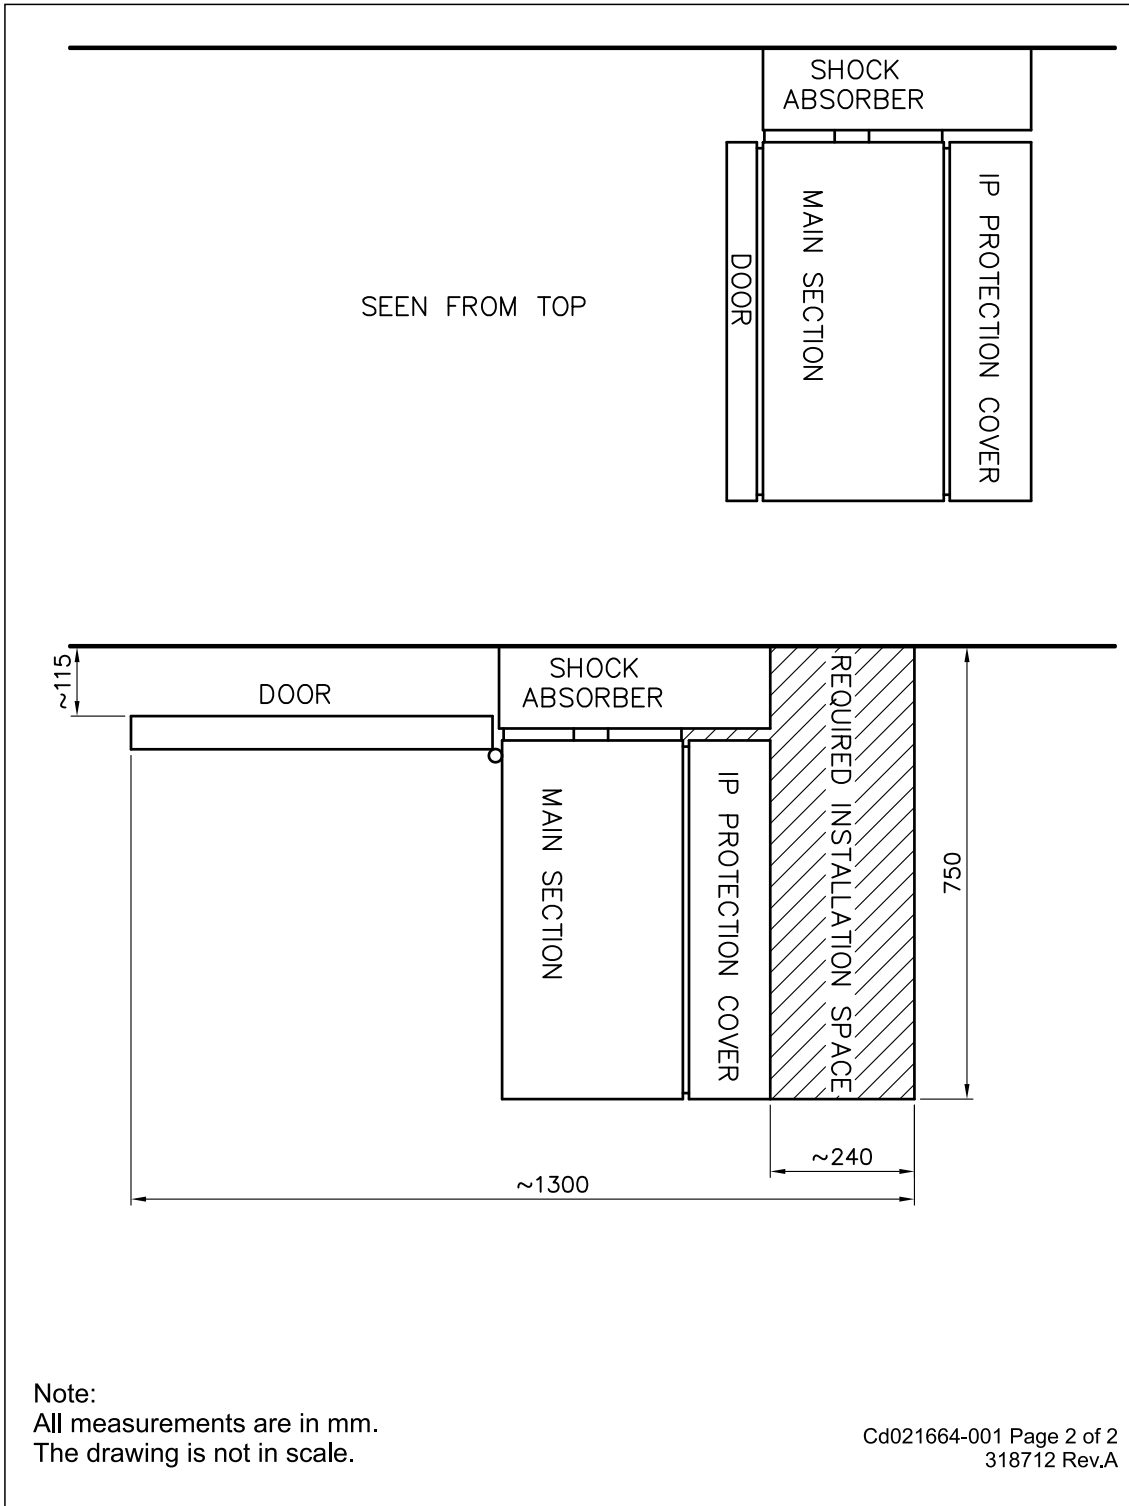 SHOCK
ABSORBER
DOOR
MAIN SECTION
IP PROTECTION COVER
SEEN FROM TOP
~115
DOOR
SHOCK
ABSORBER
MAIN SECTION
IP PROTECTION COVER
REQUIRED INSTALLATION SPACE
750
~240
~1300
Note:
All measurements are in mm.
The drawing is not in scale.
Cd021664-001 Page 2 of 2
318712 Rev.A